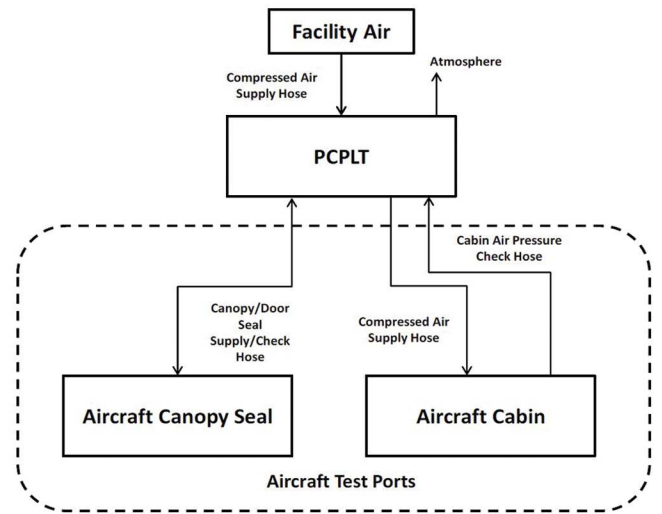 Facility Air
Compressed Air
Supply Hose
Atmosphere
PCPLT
Cabin Air Pressure
Check Hose
Canopy/Door
Seal
Supply/Check
Hose
Compressed Air
Supply Hose
Aircraft Canopy Seal
Aircraft Cabin
Aircraft Test Ports